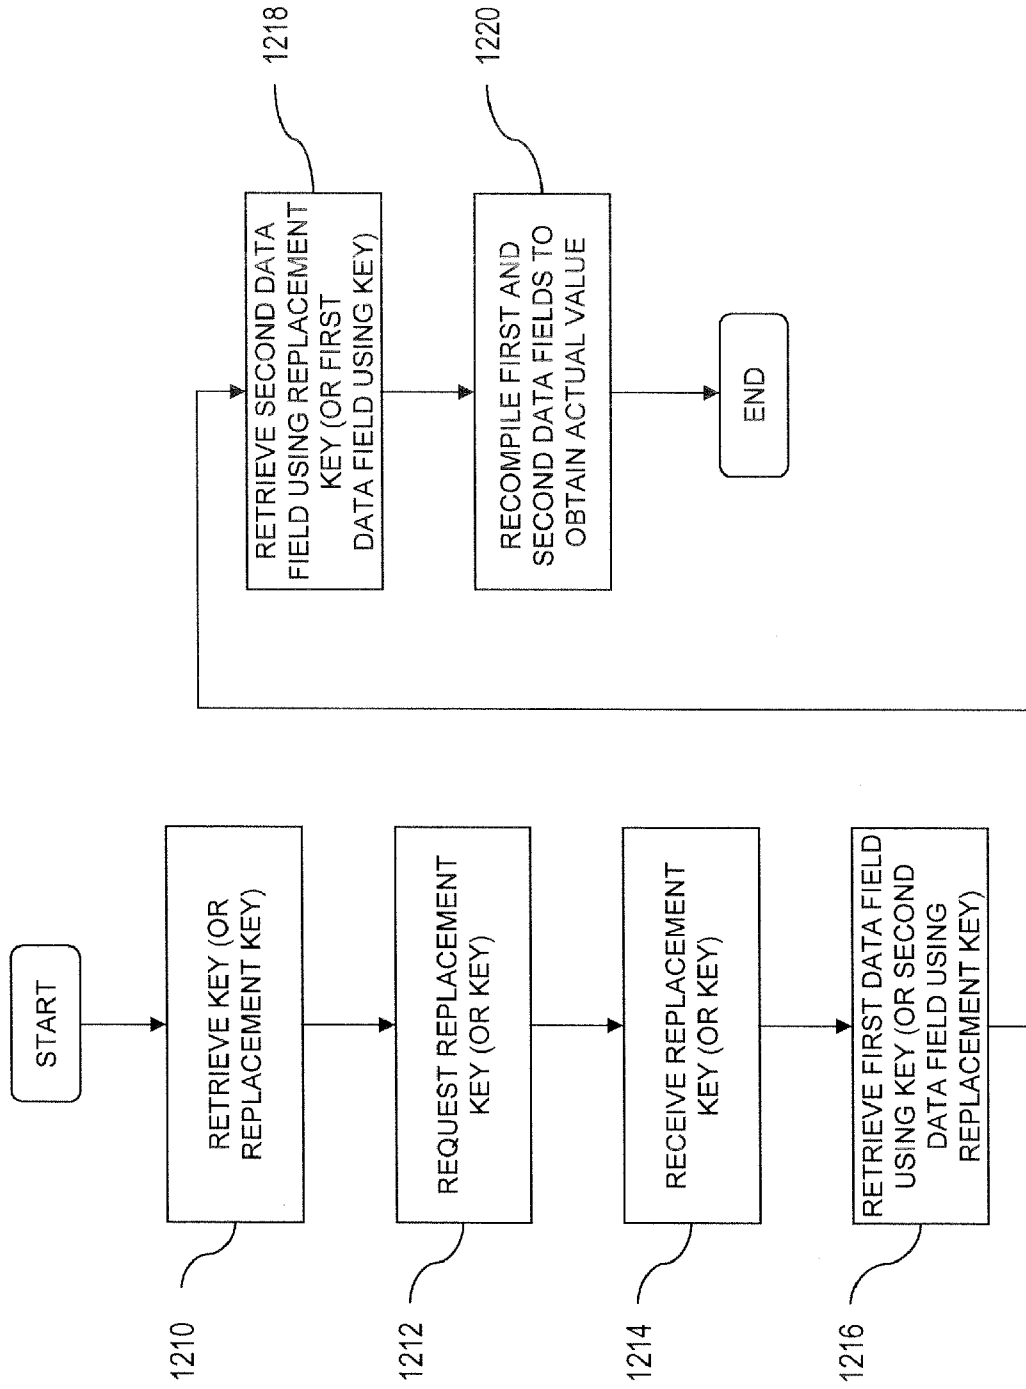 START
RETRIEVE KEY (OR
REPLACEMENT KEY)
1210
REQUEST REPLACEMENT
KEY (OR KEY)
1212
RECEIVE REPLACEMENT
KEY (OR KEY)
1214
RETRIEVE FIRST DATA FIELD
USING KEY (OR SECOND
DATA FIELD USING
REPLACEMENT KEY)
1216
RETRIEVE SECOND DATA
FIELD USING REPLACEMENT
KEY (OR FIRST
DATA FIELD USING KEY)
1218
RECOMPILE FIRST AND
SECOND DATA FIELDS TO
OBTAIN ACTUAL VALUE
1220
END